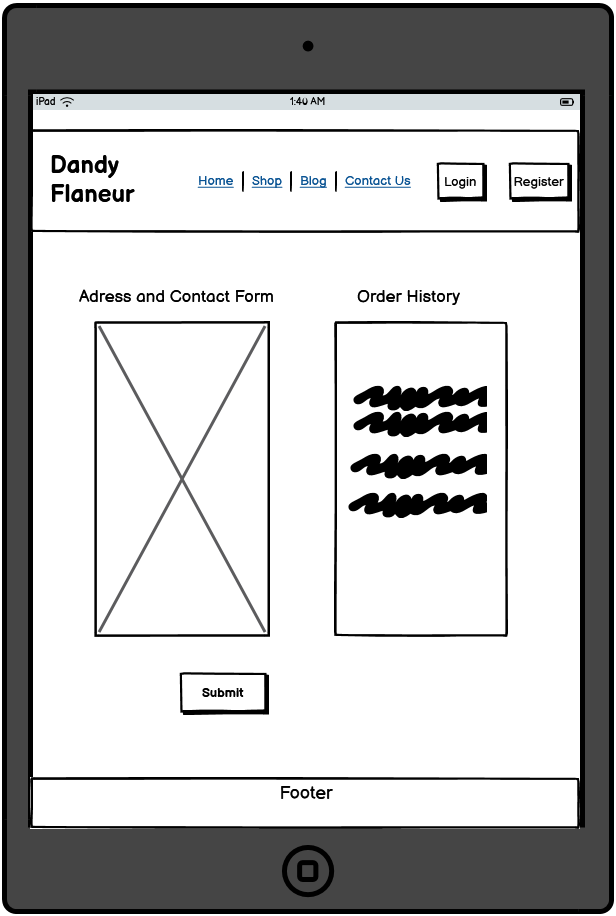 iPad
1:40 AM
Dandy
Flaneur
Home | Shop | Blog | Contact Us
Login
Register
Adress and Contact Form
Order History
Submit
Footer